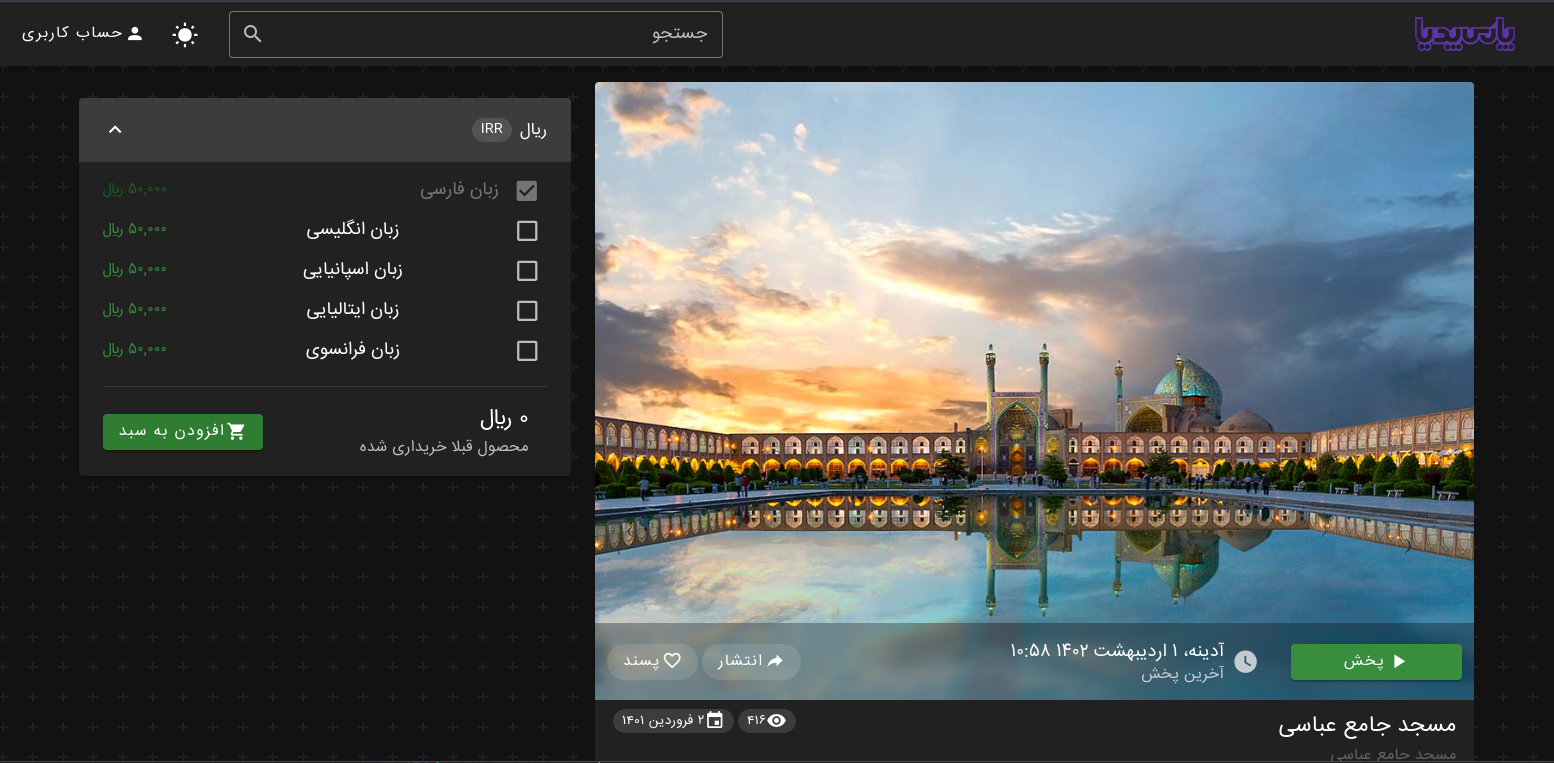 پارسیدیا
جستجو
حساب کاربری
ریال IRR
زبان فارسی ۵۰,۰۰۰ ریال
زبان انگلیسی ۵۰,۰۰۰ ریال
زبان اسپانیایی ۵۰,۰۰۰ ریال
زبان ایتالیایی ۵۰,۰۰۰ ریال
زبان فرانسوی ۵۰,۰۰۰ ریال
۰ ریال
محصول قبلا خریداری شده
افزودن به سبد
پخش
آدینه، ۱ اردیبهشت ۱۴۰۲ ۱۰:۵۸
آخرین پخش
انتشار
پسند
مسجد جامع عباسی
۴۱۶
۲ فروردین ۱۴۰۱
مسجد جامع عباسی